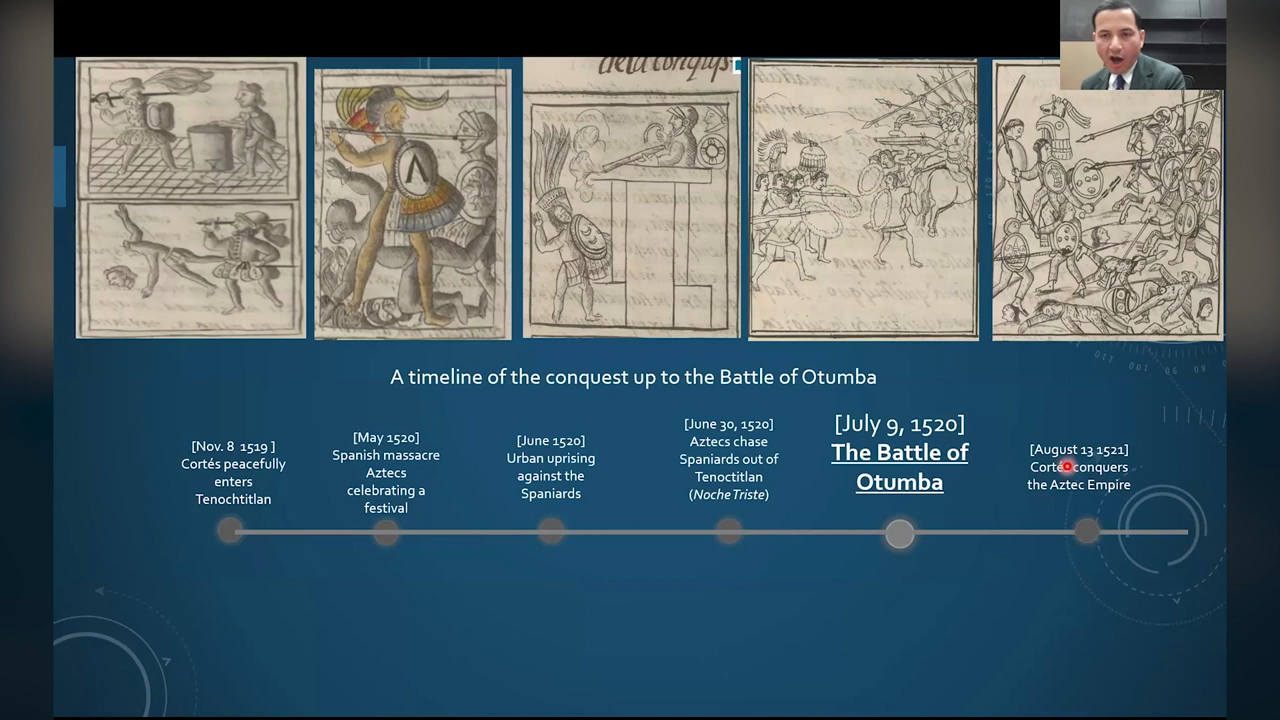 dela conquis
A timeline of the conquest up to the Battle of Otumba
[Nov. 8 1519 ]
Cortés peacefully
enters
Tenochtitlan
[May 1520]
Spanish massacre
Aztecs
celebrating a
festival
[June 1520]
Urban uprising
against the
Spaniards
[June 30, 1520]
Aztecs chase
Spaniards out of
Tenoctitlan
(Noche Triste)
[July 9, 1520]
The Battle of
Otumba
[August 13 1521]
Cortés conquers
the Aztec Empire